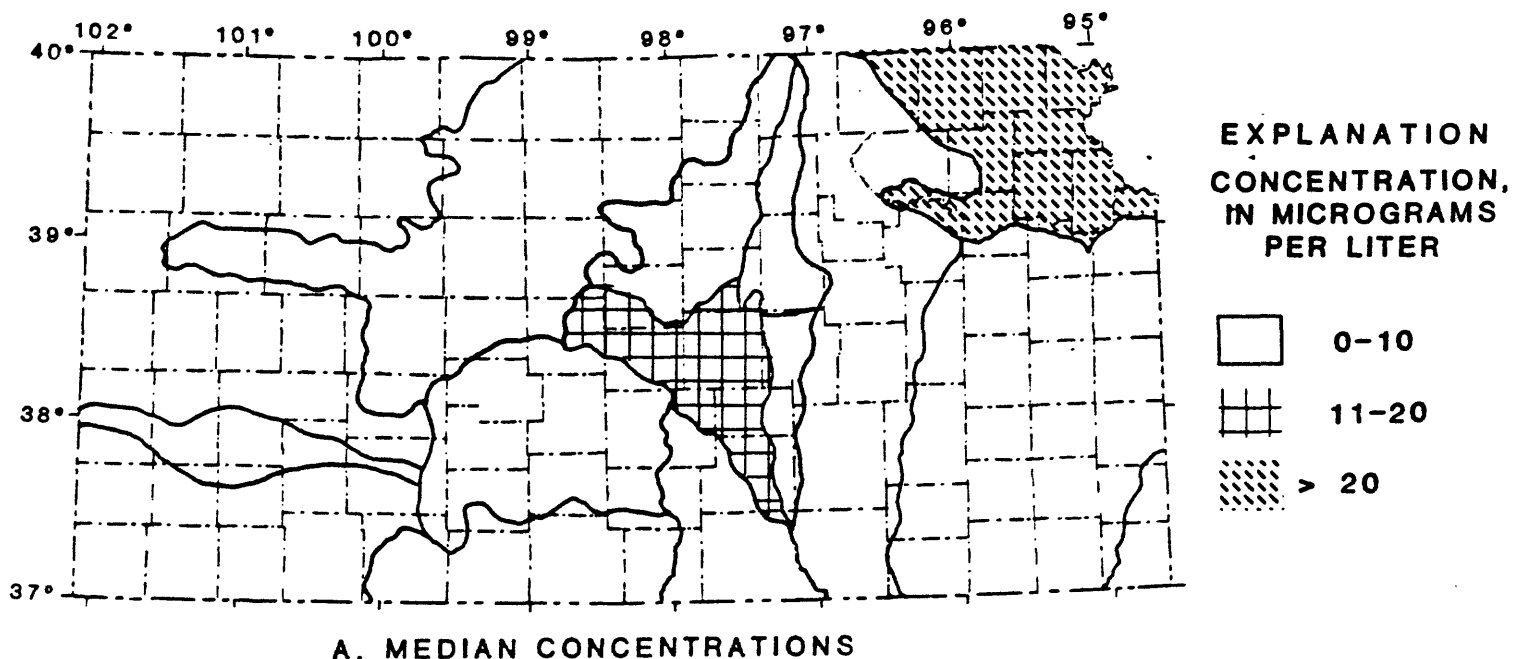 102° 101° 100° 99° 98° 97° 96° 95°
40°
39°
38°
37°
EXPLANATION
CONCENTRATION,
IN MICROGRAMS
PER LITER
0-10
11-20
> 20
A. MEDIAN CONCENTRATIONS